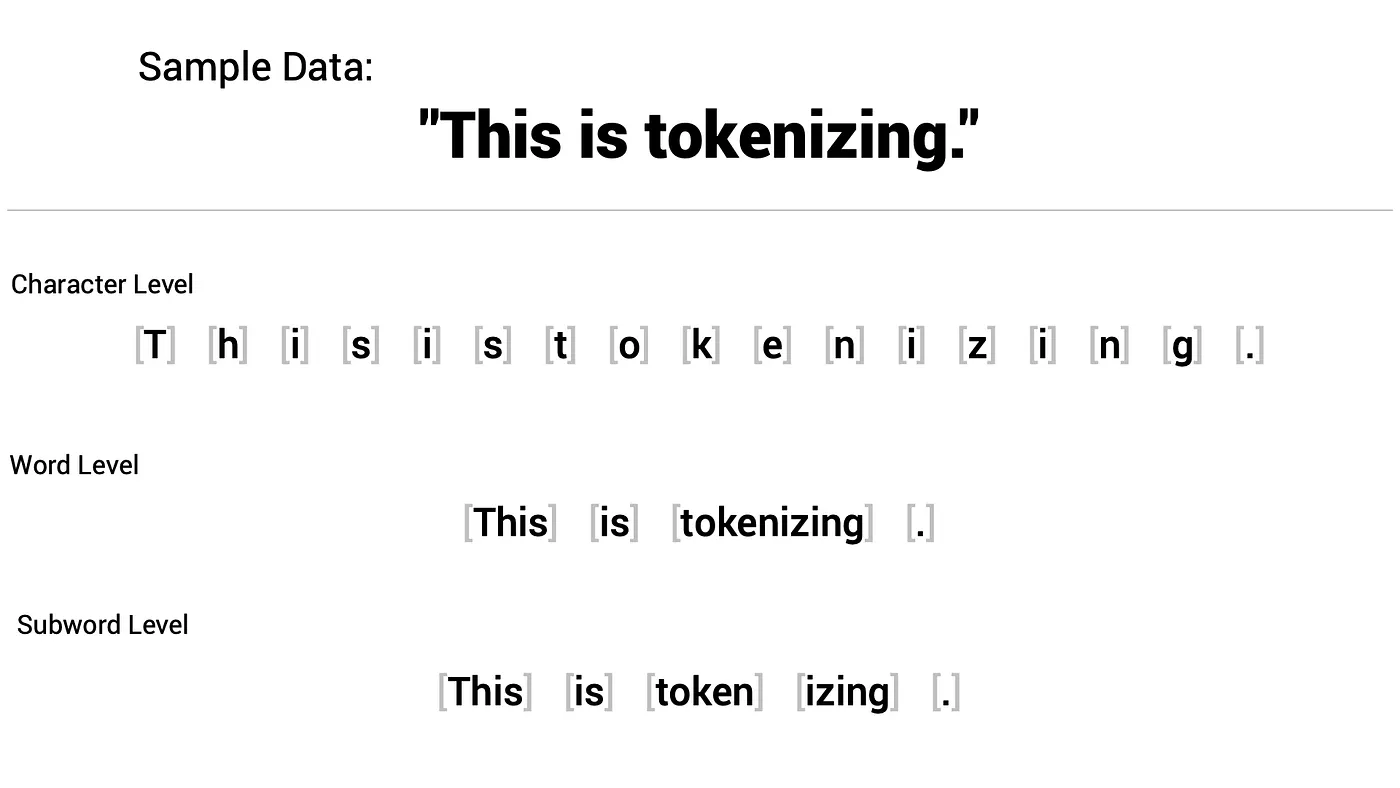 Sample Data:
"This is tokenizing."
Character Level
[T] [h] [i] [s] [i] [s] [t] [o] [k] [e] [n] [i] [z] [i] [n] [g] [.]
Word Level
[This] [is] [tokenizing] [.]
Subword Level
[This] [is] [token] [izing] [.]